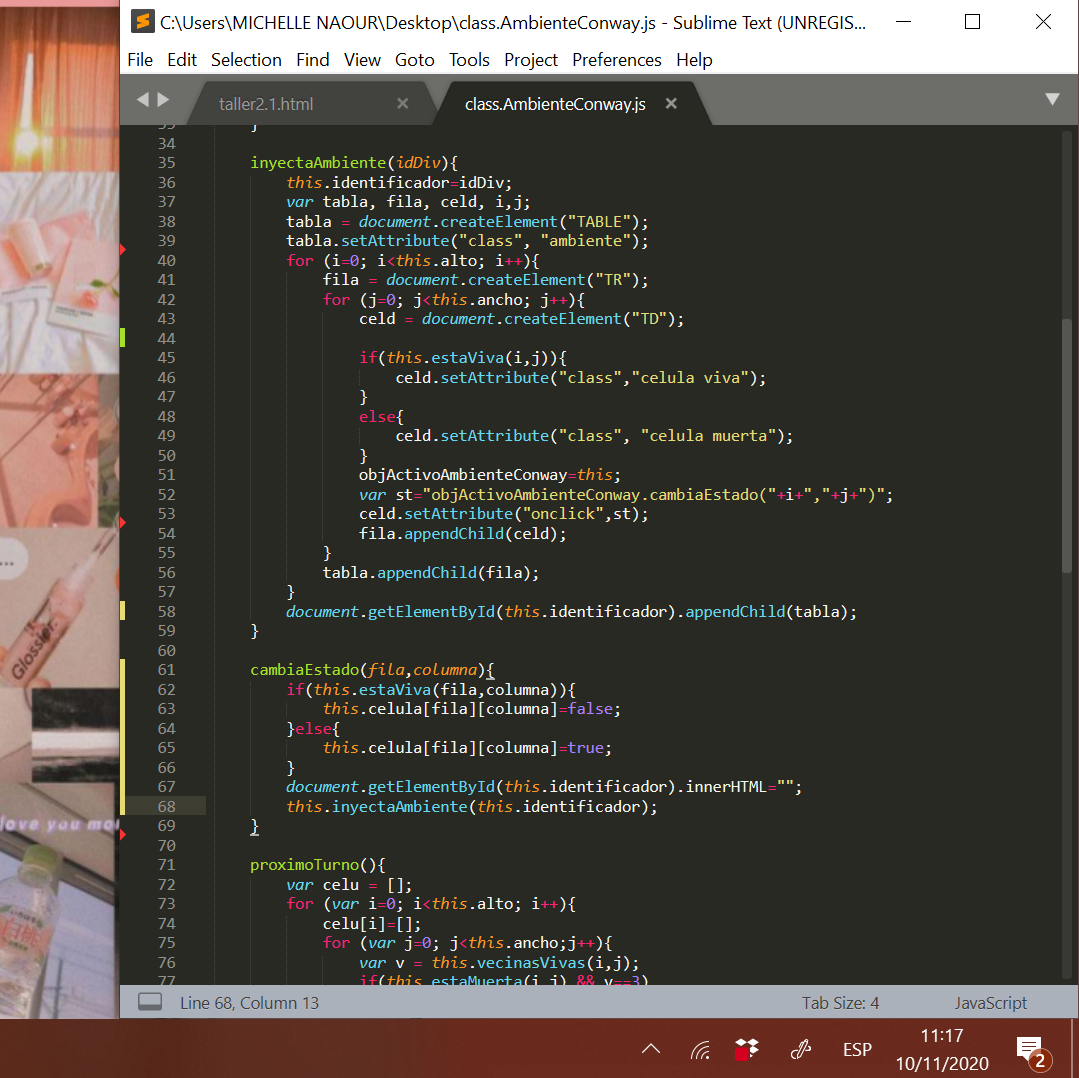 C:\Users\MICHELLE NAOUR\Desktop\class.AmbienteConway.js - Sublime Text (UNREGIS...
File Edit Selection Find View Goto Tools Project Preferences Help
taller2.1.html
class.AmbienteConway.js
33 }
34
35 inyectaAmbiente(idDiv){
36 this.identificador=idDiv;
37 var tabla, fila, celd, i,j;
38 tabla = document.createElement("TABLE");
39 tabla.setAttribute("class", "ambiente");
40 for (i=0; i<this.alto; i++){
41 fila = document.createElement("TR");
42 for (j=0; j<this.ancho; j++){
43 celd = document.createElement("TD");
44
45 if(this.estaViva(i,j)){
46 celd.setAttribute("class","celula viva");
47 }
48 else{
49 celd.setAttribute("class", "celula muerta");
50 }
51 objActivoAmbienteConway=this;
52 var st="objActivoAmbienteConway.cambiaEstado("+i+","+j+")";
53 celd.setAttribute("onclick",st);
54 fila.appendChild(celd);
55 }
56 tabla.appendChild(fila);
57 }
58 document.getElementById(this.identificador).appendChild(tabla);
59 }
60
61 cambiaEstado(fila,columna){
62 if(this.estaViva(fila,columna)){
63 this.celula[fila][columna]=false;
64 }else{
65 this.celula[fila][columna]=true;
66 }
67 document.getElementById(this.identificador).innerHTML="";
68 this.inyectaAmbiente(this.identificador);
69 }
70
71 proximoTurno(){
72 var celu = [];
73 for (var i=0; i<this.alto; i++){
74 celu[i]=[];
75 for (var j=0; j<this.ancho;j++){
76 var v = this.vecinasVivas(i,j);
77 if(this.estaMuerta(i,j) && v==3)
Line 68, Column 13
Tab Size: 4
JavaScript
Glossier.
love you mo
ESP
11:17
10/11/2020
2